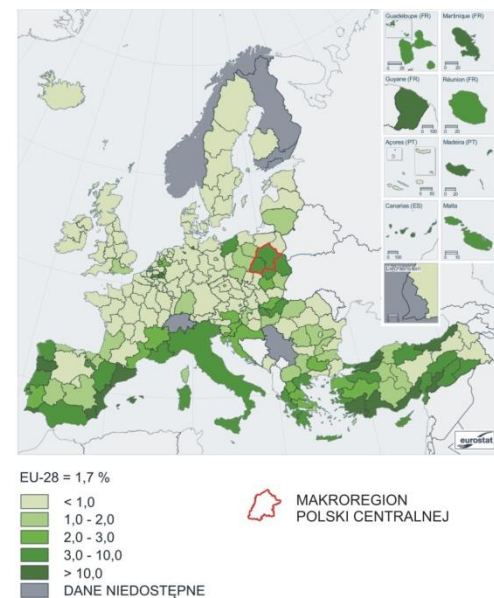 Guadeloupe (FR)
Martinique (FR)
Guyane (FR)
Réunion (FR)
Açores (PT)
Madeira (PT)
Canarias (ES)
Malta
Liechtenstein
eurostat
EU-28 = 1,7 %
< 1,0
1,0 - 2,0
2,0 - 3,0
3,0 - 10,0
> 10,0
DANE NIEDOSTĘPNE
MAKROREGION
POLSKI CENTRALNEJ